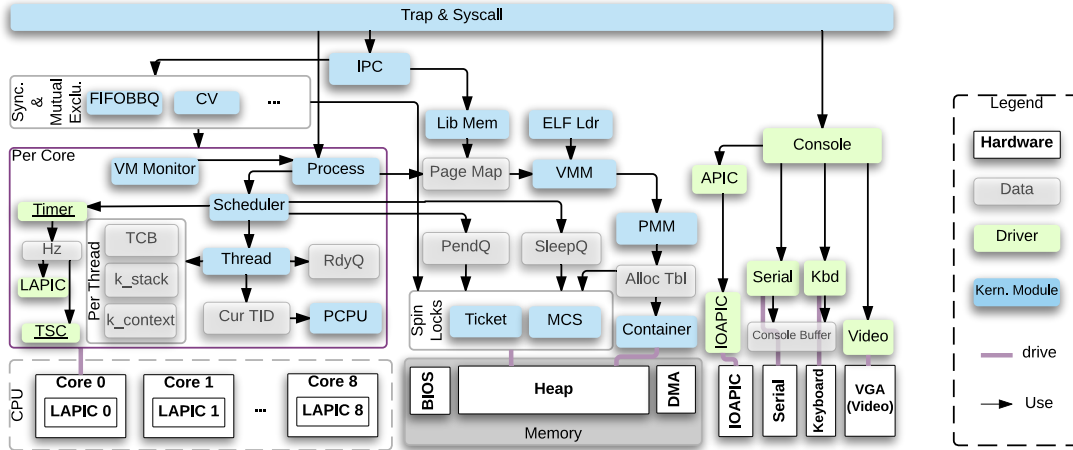 Trap & Syscall
IPC
Sync.
&
Mutual
Exclu.
FIFOBBQ
CV
...
Lib Mem
ELF Ldr
Console
Per Core
VM Monitor
Process
Page Map
VMM
APIC
Timer
Scheduler
PMM
Hz
Per Thread
TCB
Thread
RdyQ
PendQ
SleepQ
Alloc Tbl
Serial
Kbd
LAPIC
k_stack
TSC
k_context
Cur TID
PCPU
Spin
Locks
Ticket
MCS
Container
IOAPIC
Console Buffer
Video
CPU
Core 0
LAPIC 0
Core 1
LAPIC 1
...
Core 8
LAPIC 8
BIOS
Heap
DMA
Memory
IOAPIC
Serial
Keyboard
VGA
(Video)
Legend
Hardware
Data
Driver
Kern. Module
drive
Use